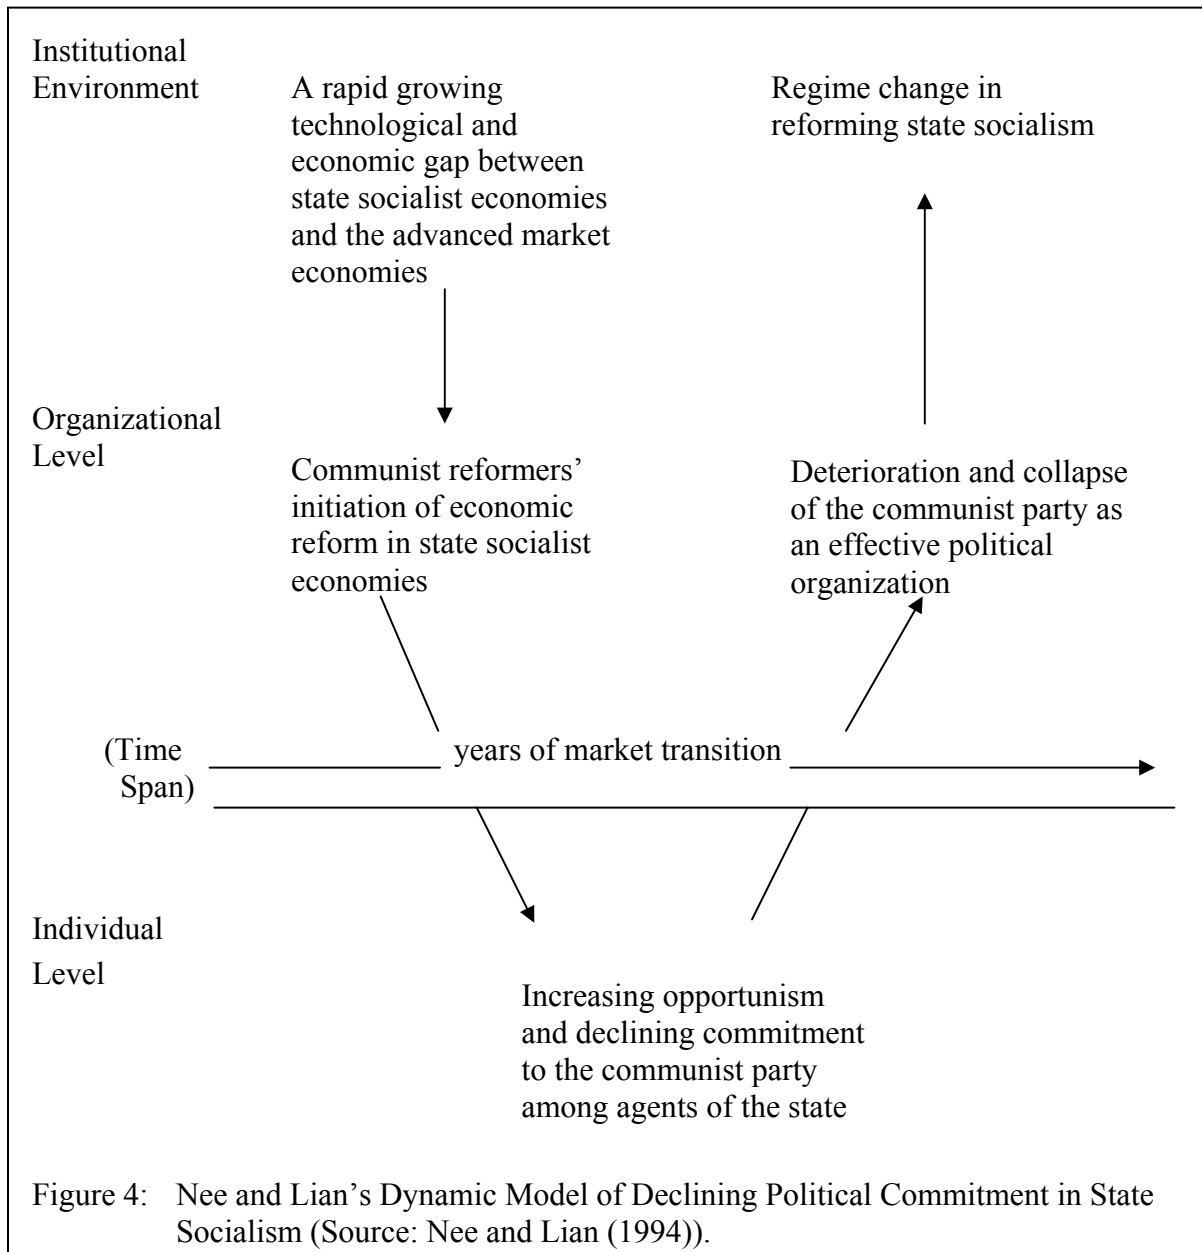 Institutional
Environment
A rapid growing
technological and
economic gap between
state socialist economies
and the advanced market
economies
Regime change in
reforming state socialism
Organizational
Level
Communist reformers’
initiation of economic
reform in state socialist
economies
Deterioration and collapse
of the communist party as
an effective political
organization
(Time
Span)
years of market transition
Individual
Level
Increasing opportunism
and declining commitment
to the communist party
among agents of the state
Figure 4: Nee and Lian’s Dynamic Model of Declining Political Commitment in State
Socialism (Source: Nee and Lian (1994)).